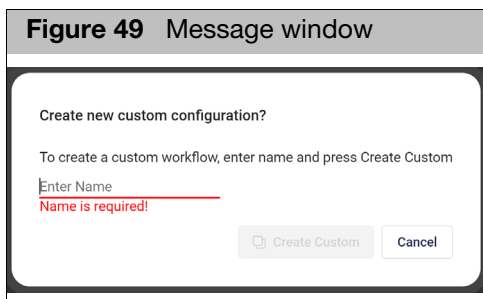 Figure 49 Message window
Create new custom configuration?
To create a custom workflow, enter name and press Create Custom
Enter Name
Name is required!
Create Custom Cancel